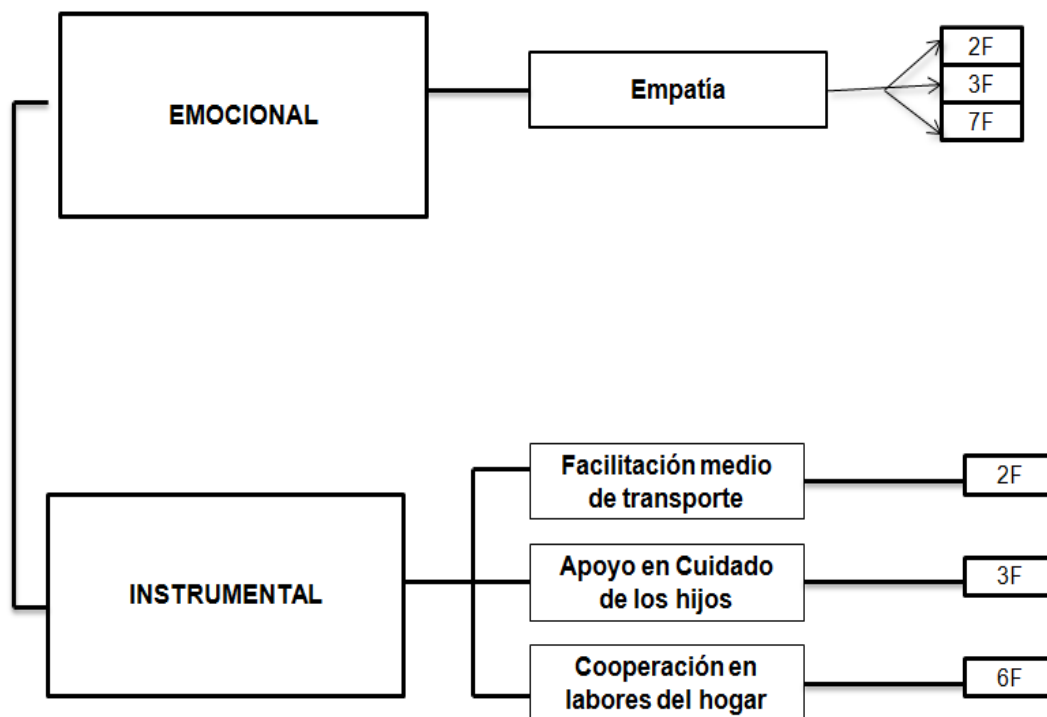 EMOCIONAL
Empatía
2F
3F
7F
INSTRUMENTAL
Facilitación medio
de transporte
2F
Apoyo en Cuidado
de los hijos
3F
Cooperación en
labores del hogar
6F